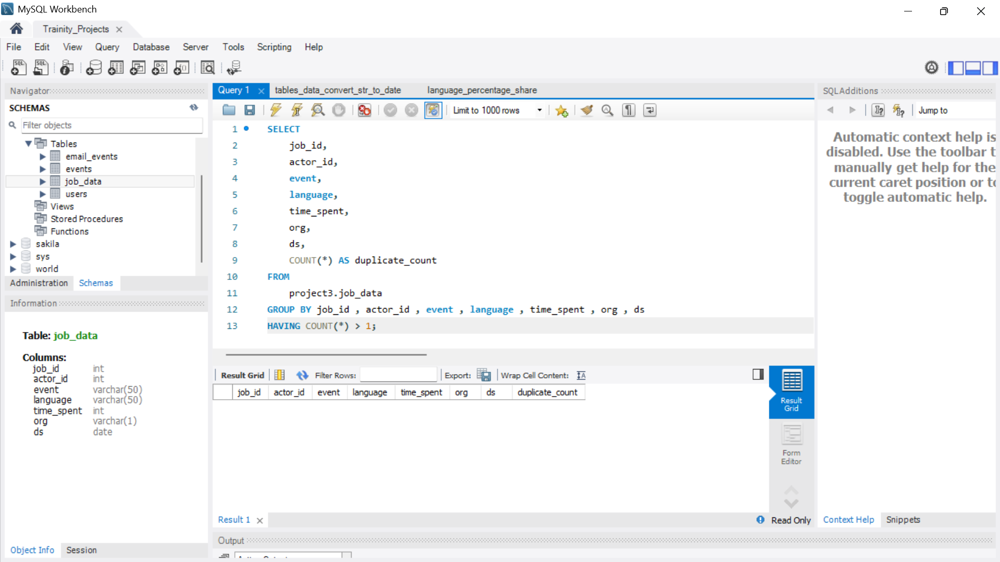 MySQL Workbench
Trainity_Projects
File Edit View Query Database Server Tools Scripting Help
Navigator
SCHEMAS
Filter objects
Tables
email_events
events
job_data
users
Views
Stored Procedures
Functions
sakila
sys
world
Administration Schemas
Information
Table: job_data
Columns:
job_id int
actor_id int
event varchar(50)
language varchar(50)
time_spent int
org varchar(1)
ds date
Object Info Session
Query 1 tables_data_convert_str_to_date language_percentage_share
Limit to 1000 rows
1 SELECT
2 job_id,
3 actor_id,
4 event,
5 language,
6 time_spent,
7 org,
8 ds,
9 COUNT(*) AS duplicate_count
10 FROM
11 project3.job_data
12 GROUP BY job_id , actor_id , event , language , time_spent , org , ds
13 HAVING COUNT(*) > 1;
Result Grid Filter Rows: Export: Wrap Cell Content:
job_id actor_id event language time_spent org ds duplicate_count
Result
Grid
Form
Editor
Result 1 Read Only
Output
SQLAdditions
Jump to
Automatic context help is
disabled. Use the toolbar t
manually get help for the
current caret position or to
toggle automatic help.
Context Help Snippets